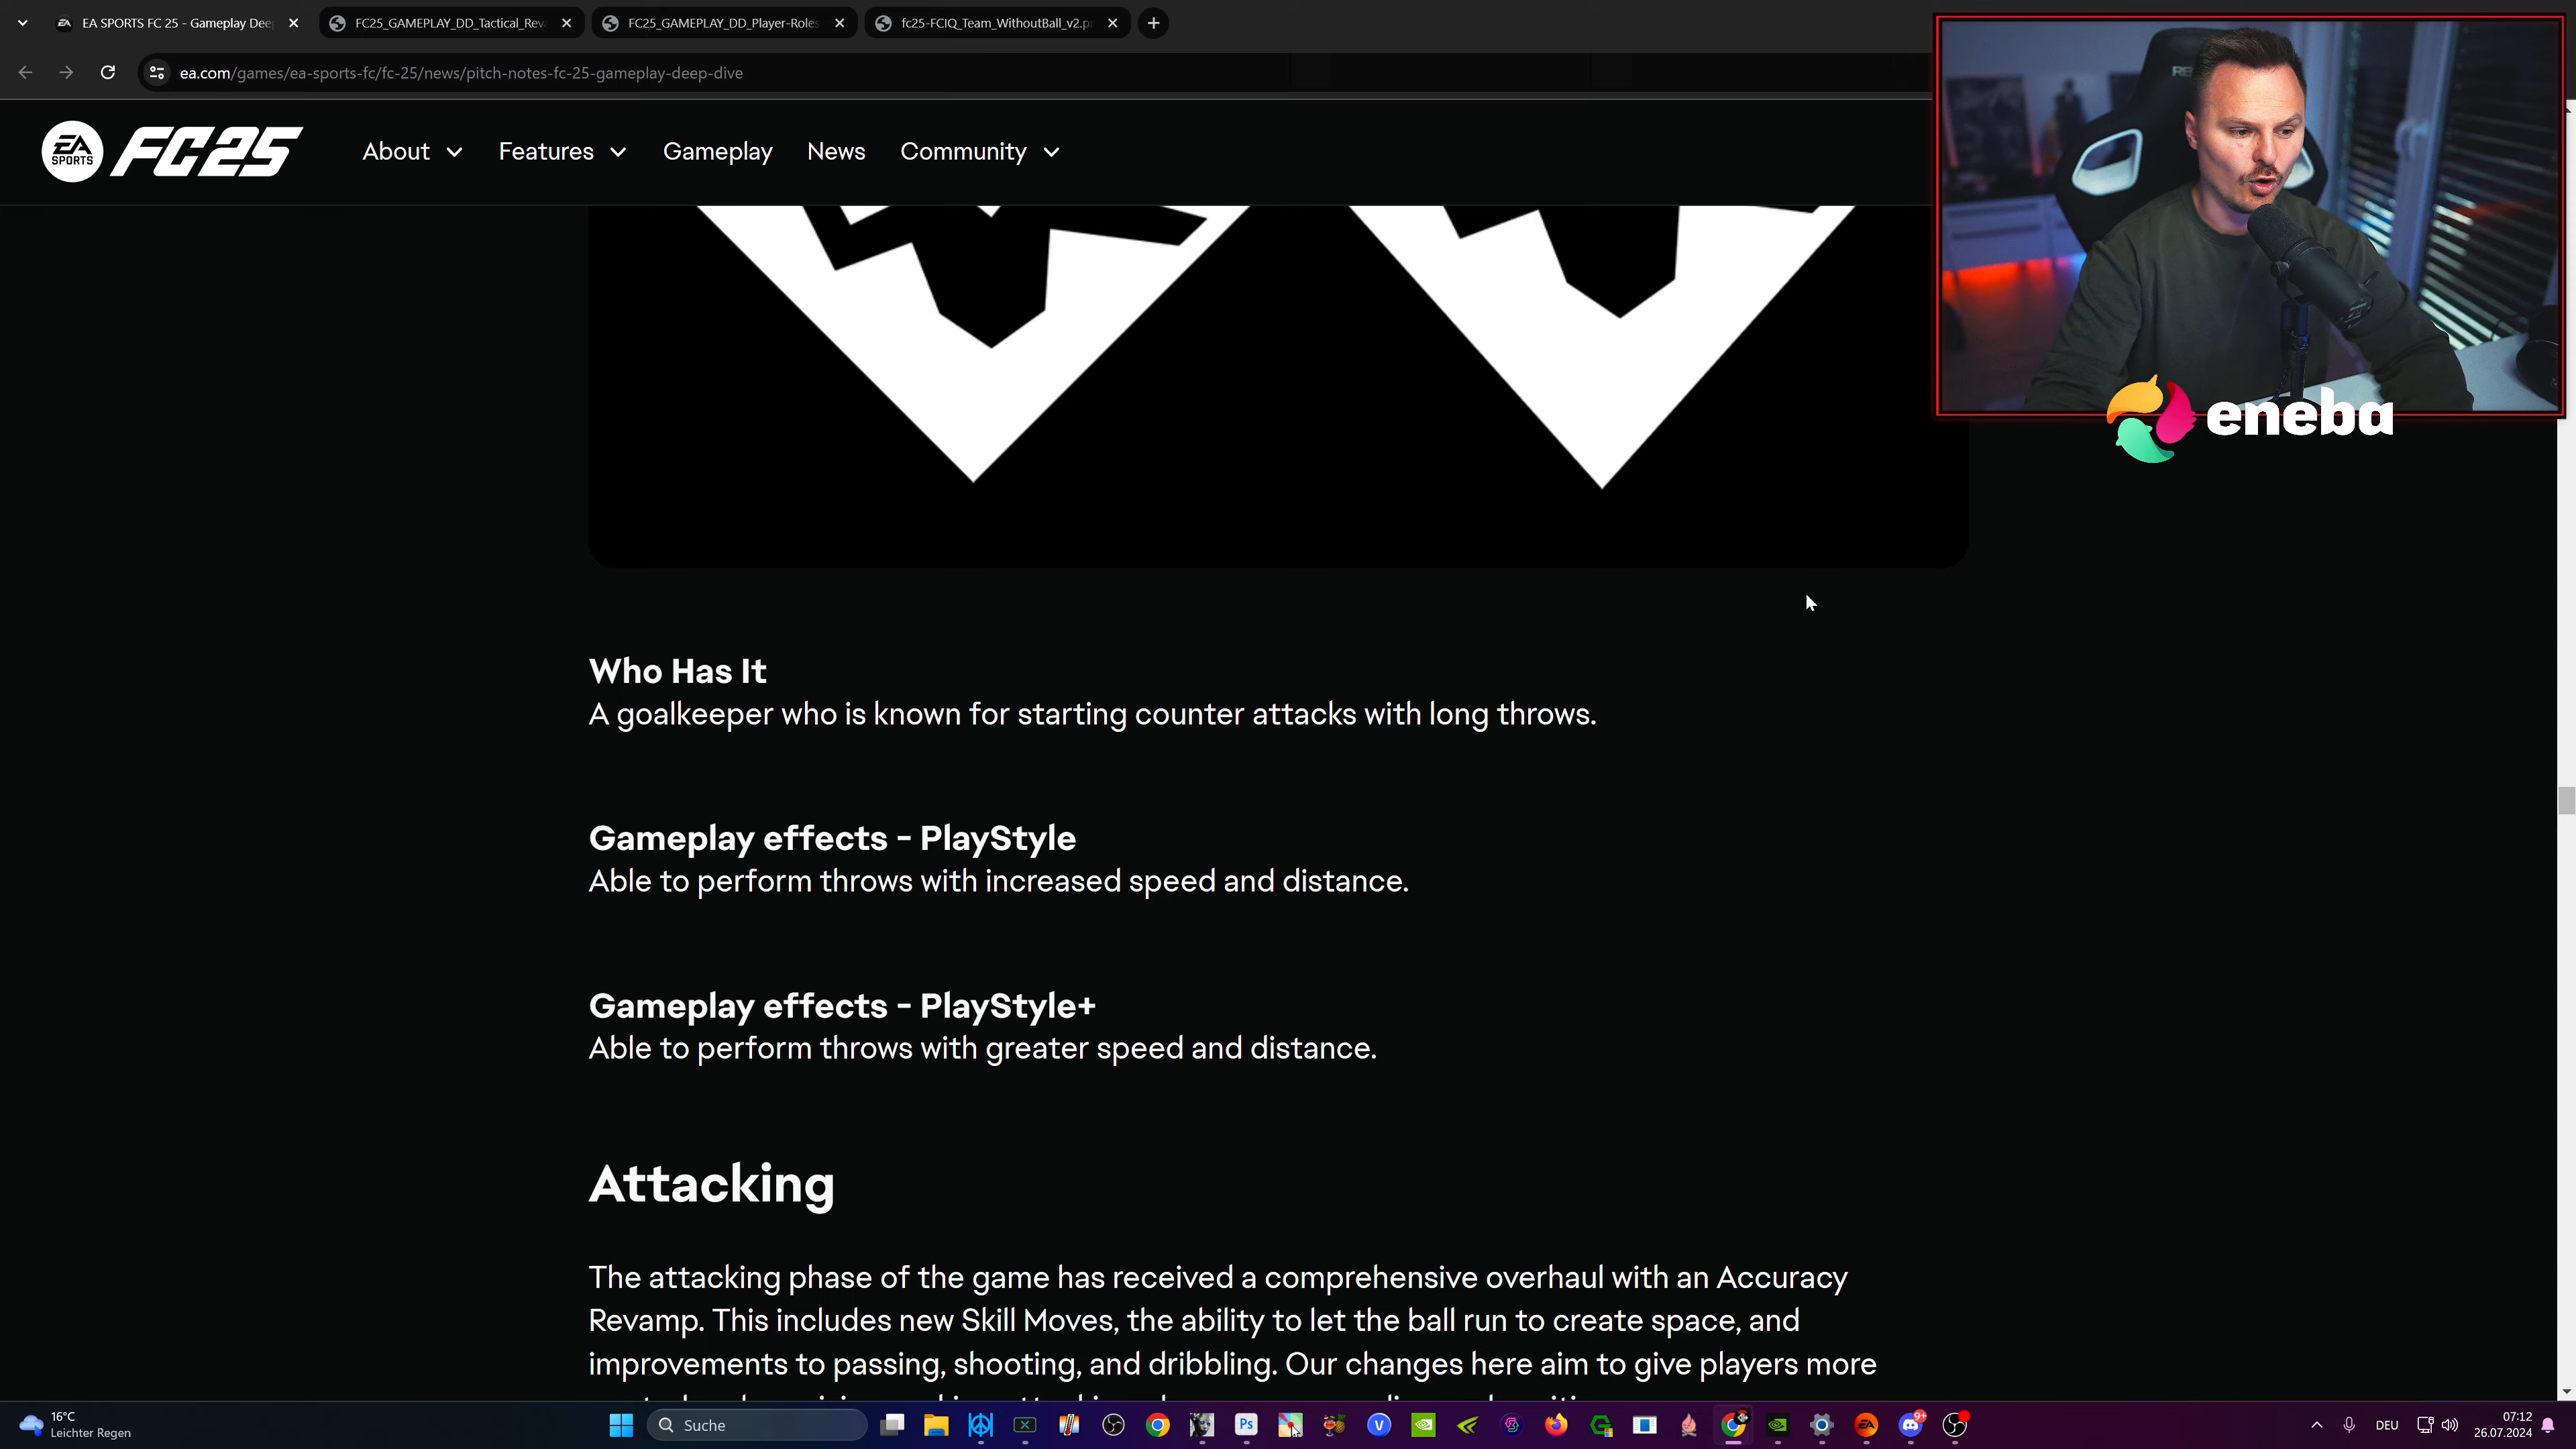 EA SPORTS FC 25 - Gameplay Dee
FC25_GAMEPLAY_DD_Tactical_Rev
FC25_GAMEPLAY_DD_Player-Roles
fc25-FCIQ_Team_WithoutBall_v2.p
ea.com/games/ea-sports-fc/fc-25/news/pitch-notes-fc-25-gameplay-deep-dive
EA SPORTS FC25
About
Features
Gameplay
News
Community
eneba
Who Has It
A goalkeeper who is known for starting counter attacks with long throws.
Gameplay effects - PlayStyle
Able to perform throws with increased speed and distance.
Gameplay effects - PlayStyle+
Able to perform throws with greater speed and distance.
Attacking
The attacking phase of the game has received a comprehensive overhaul with an Accuracy
Revamp. This includes new Skill Moves, the ability to let the ball run to create space, and
improvements to passing, shooting, and dribbling. Our changes here aim to give players more
16°C
Leichter Regen
Suche
Ps
DEU
07:12
26.07.2024